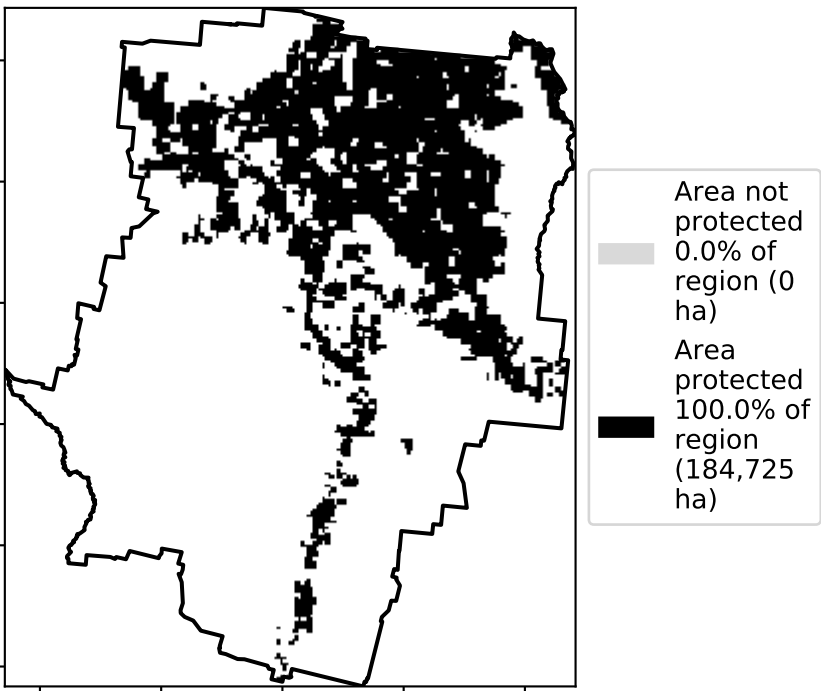 Area not
protected
0.0% of
region (0
ha)
Area
protected
100.0% of
region
(184,725
ha)